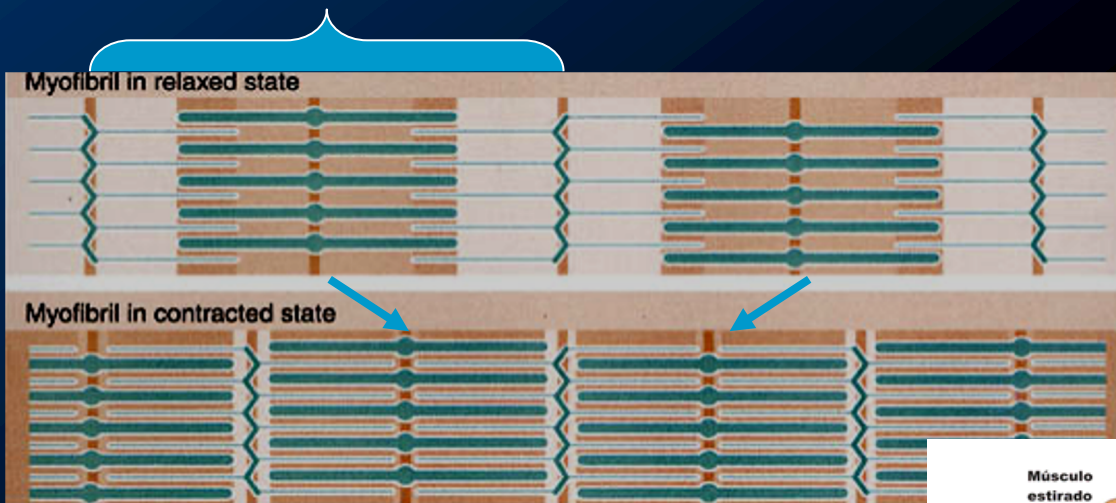 Myofibril in relaxed state
Myofibril in contracted state
Músculo
estirado